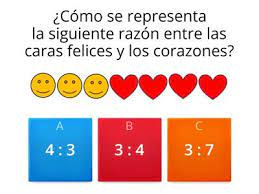 ¿Cómo se representa
la siguiente razón entre las
caras felices y los corazones?
A
B
C
4 : 3
3 : 4
3 : 7